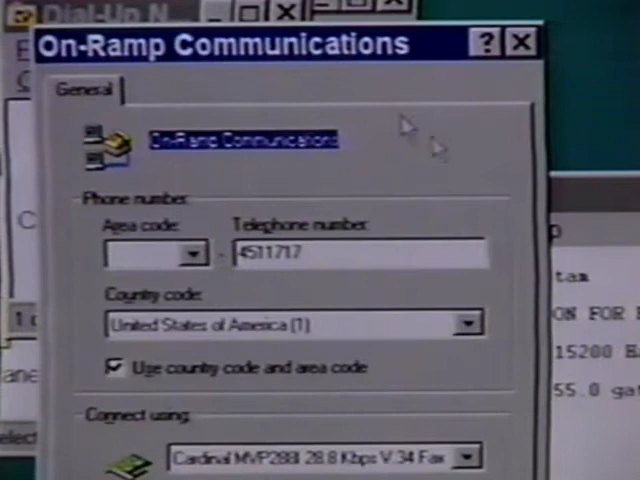 Dial-Up N...
On-Ramp Communications
General
On-Ramp Communications
Phone number
Area code:
Telephone number:
-
4511717
Country code:
United States of America (1)
Use country code and area code
Connect using:
Cardinal MVP288I 28.8 Kbps V.34 Fax
tam
ON FOR
15200
55.0 gat